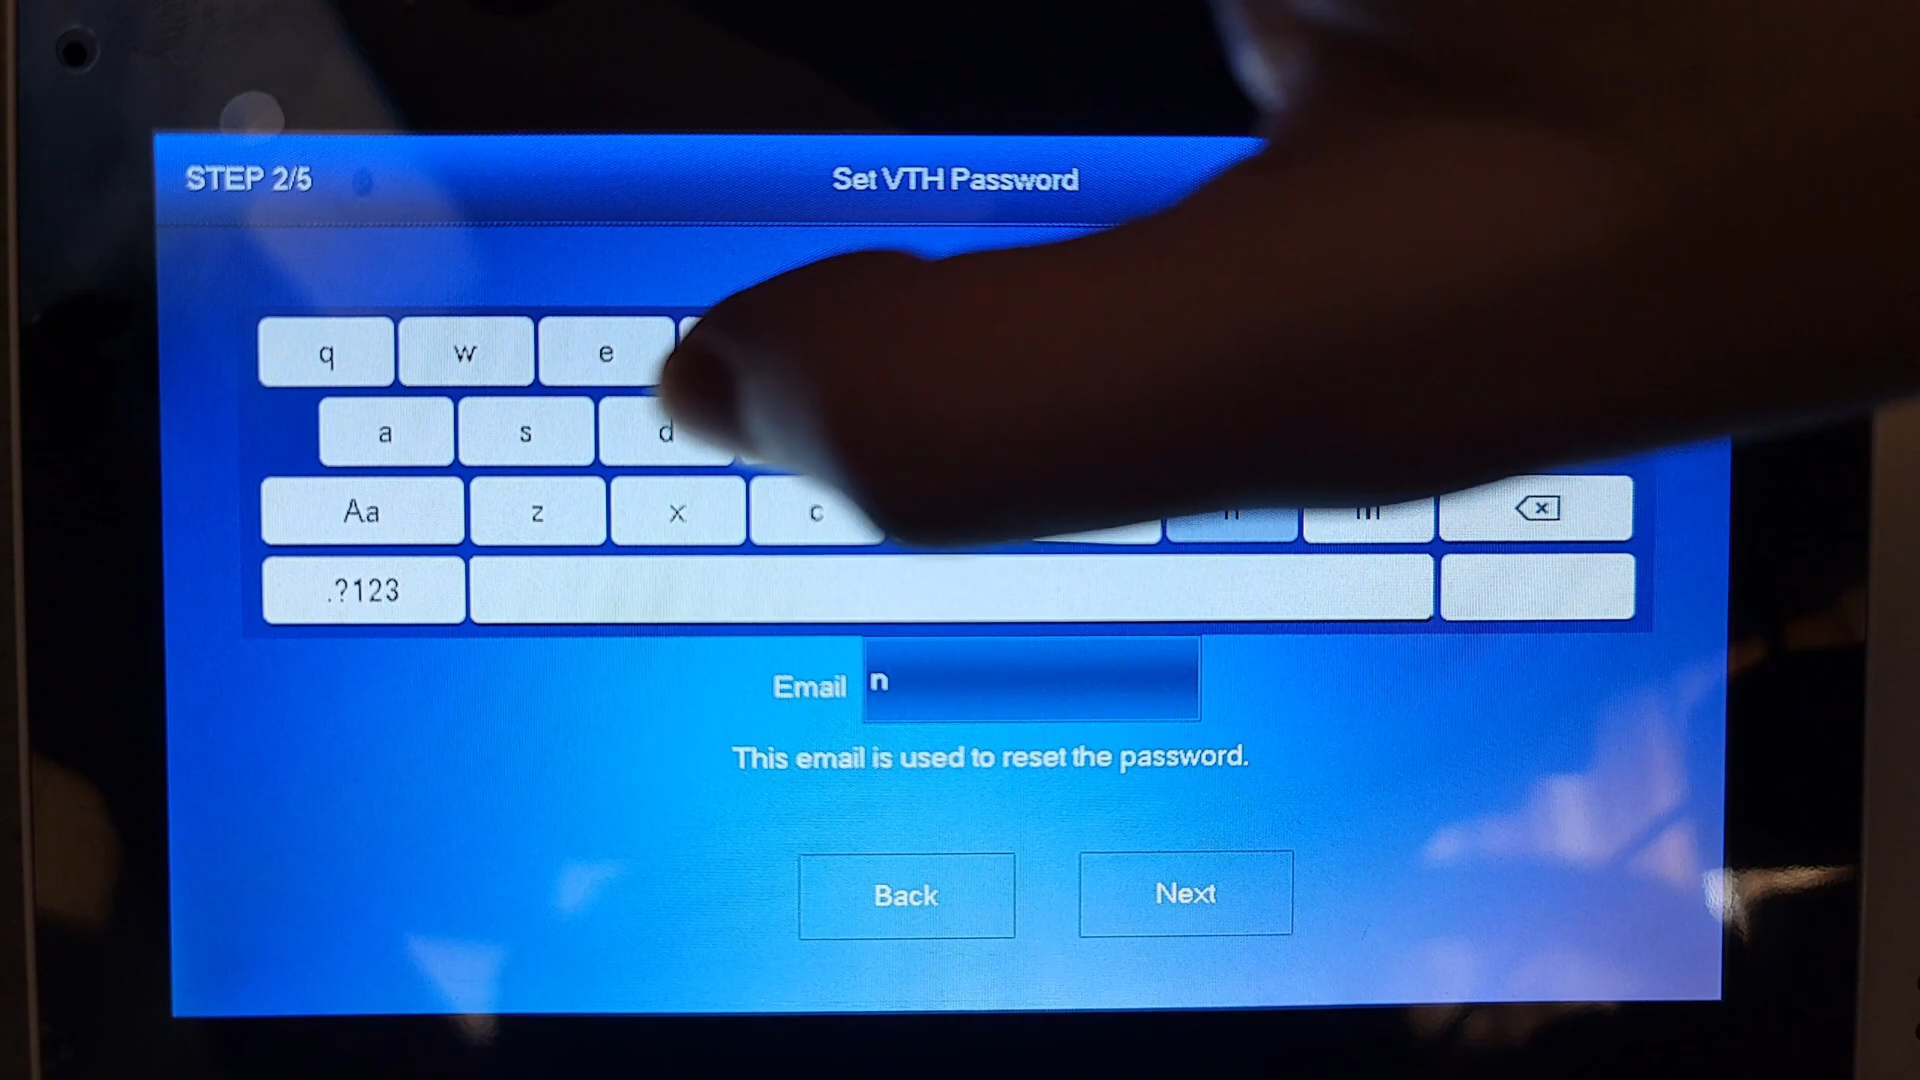 STEP 2/5
Set VTH Password
q w e
a s d
Aa z x c n m
.?123
Email n
This email is used to reset the password.
Back Next